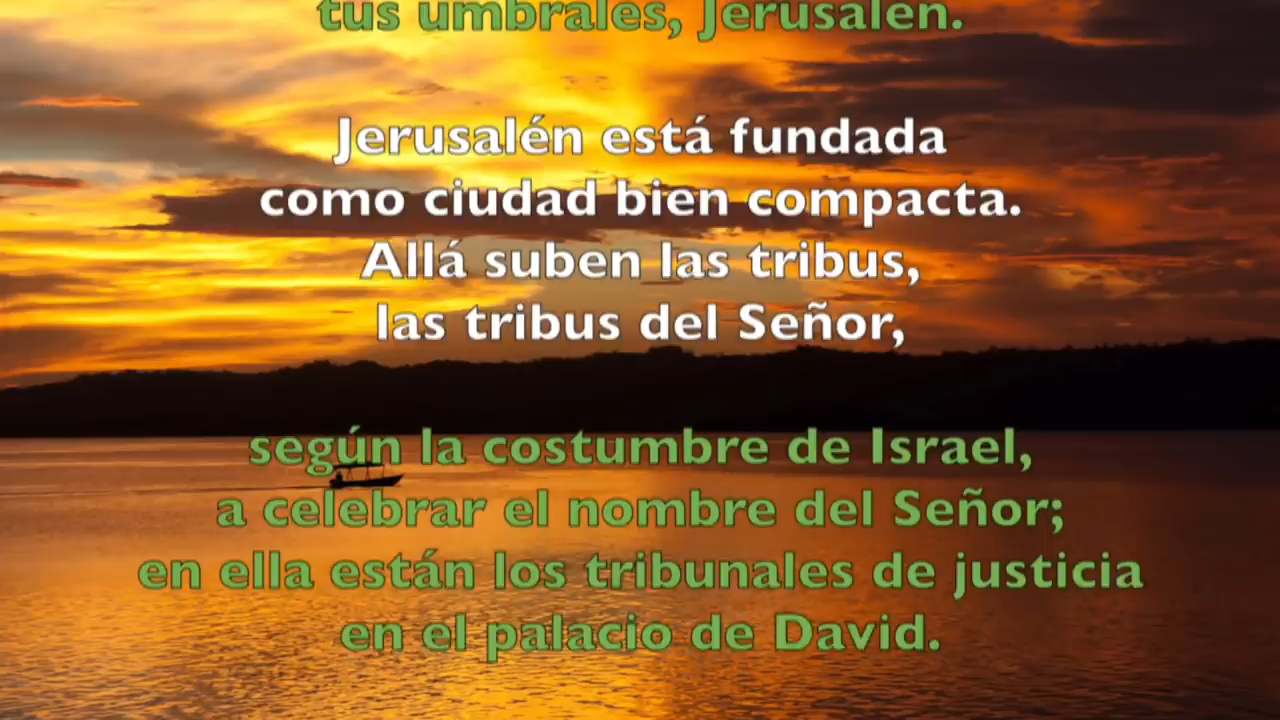 tus umbrales, Jerusalén.
Jerusalén está fundada
como ciudad bien compacta.
Allá suben las tribus,
las tribus del Señor,
según la costumbre de Israel,
a celebrar el nombre del Señor;
en ella están los tribunales de justicia
en el palacio de David.